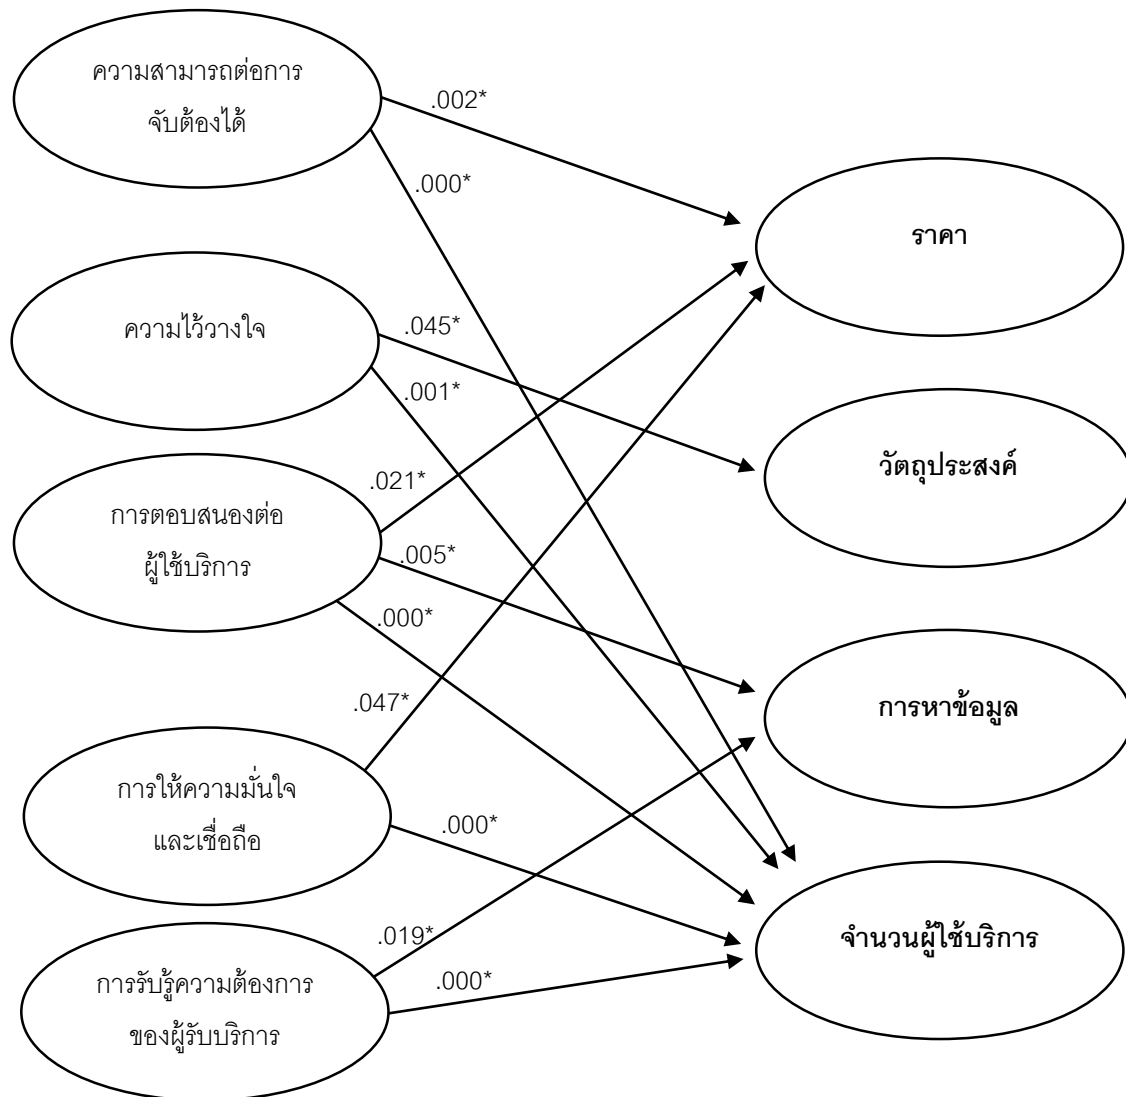 ความสามารถต่อการ
จับต้องได้
.002*
.000*
ราคา
ความไว้วางใจ
.045*
.001*
วัตถุประสงค์
.021*
การตอบสนองต่อ
ผู้ใช้บริการ
.005*
.000*
.047*
การหาข้อมูล
การให้ความมั่นใจ
และเชื่อถือ
.000*
.019*
จำนวนผู้ใช้บริการ
การรับรู้ความต้องการ
ของผู้รับบริการ
.000*